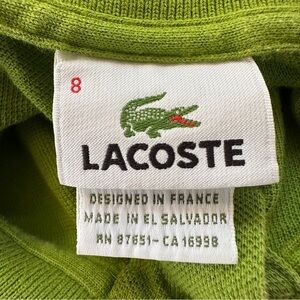 8
LACOSTE
DESIGNED IN FRANCE
MADE IN EL SALVADOR
RN 87651-CA 16998